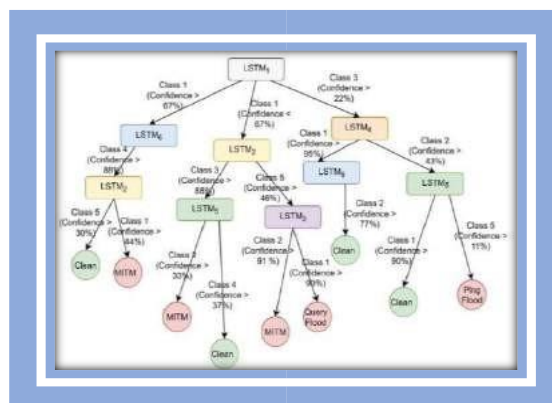 LSTM₁
Class 1
(Confidence >
67%)
Class 1
(Confidence <
67%)
Class 3
(Confidence >
22%)
LSTM₆
LSTM₂
LSTM₄
Class 4
(Confidence >
88%)
Class 3
(Confidence >
88%)
Class 5
(Confidence >
46%)
Class 1
(Confidence >
95%)
Class 2
(Confidence >
43%)
LSTM₂
LSTM₅
LSTM₃
LSTM₆
LSTM₅
Class 5
(Confidence >
30%)
Class 1
(Confidence >
44%)
Class 3
(Confidence >
33%)
Class 4
(Confidence >
37%)
Class 2
(Confidence >
91 %)
Class 1
(Confidence >
99%)
Class 2
(Confidence >
77%)
Class 1
(Confidence >
90%)
Class 5
(Confidence >
11%)
Clean
MITM
MITM
Clean
MITM
Query
Flood
Clean
Clean
Ping
Flood